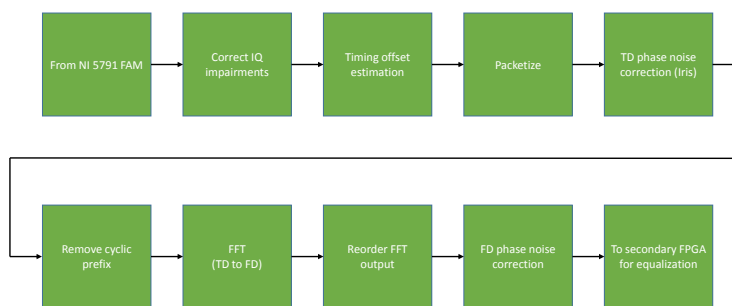 From NI 5791 FAM
Correct IQ
impairments
Timing offset
estimation
Packetize
TD phase noise
correction (Iris)
Remove cyclic
prefix
FFT
(TD to FD)
Reorder FFT
output
FD phase noise
correction
To secondary FPGA
for equalization